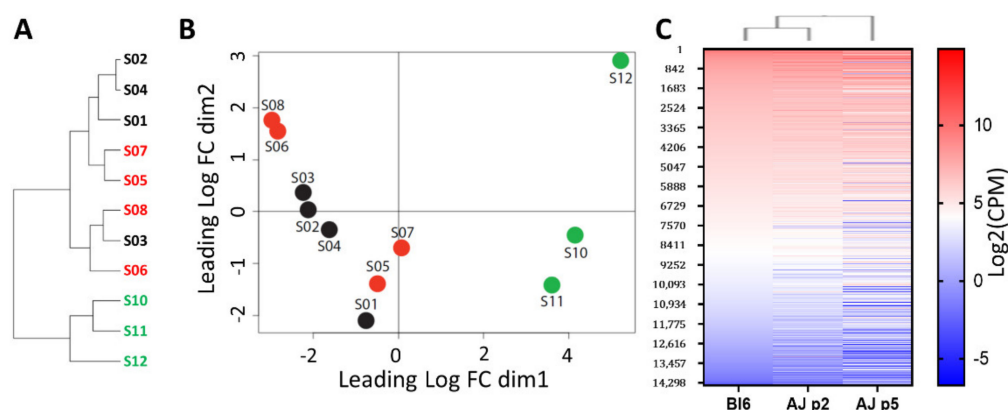 A
S02
S04
S01
S07
S05
S08
S03
S06
S10
S11
S12
B
3
2
1
0
-1
-2
Leading Log FC dim2
S12
S08
S06
S03
S02
S04
S07
S10
S05
S11
S01
-2
0
2
4
Leading Log FC dim1
C
1
842
1683
2524
3365
4206
5047
5888
6729
7570
8411
9252
10,093
10,934
11,775
12,616
13,457
14,298
Bl6 AJ p2 AJ p5
10
5
0
-5
Log2(CPM)